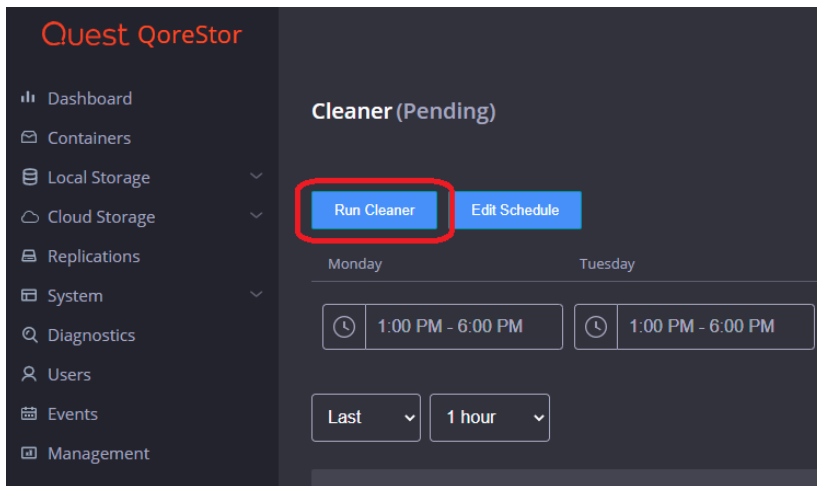 Quest QoreStor
Dashboard
Containers
Local Storage
Cloud Storage
Replications
System
Diagnostics
Users
Events
Management
Cleaner (Pending)
Run Cleaner Edit Schedule
Monday Tuesday
1:00 PM - 6:00 PM 1:00 PM - 6:00 PM
Last 1 hour